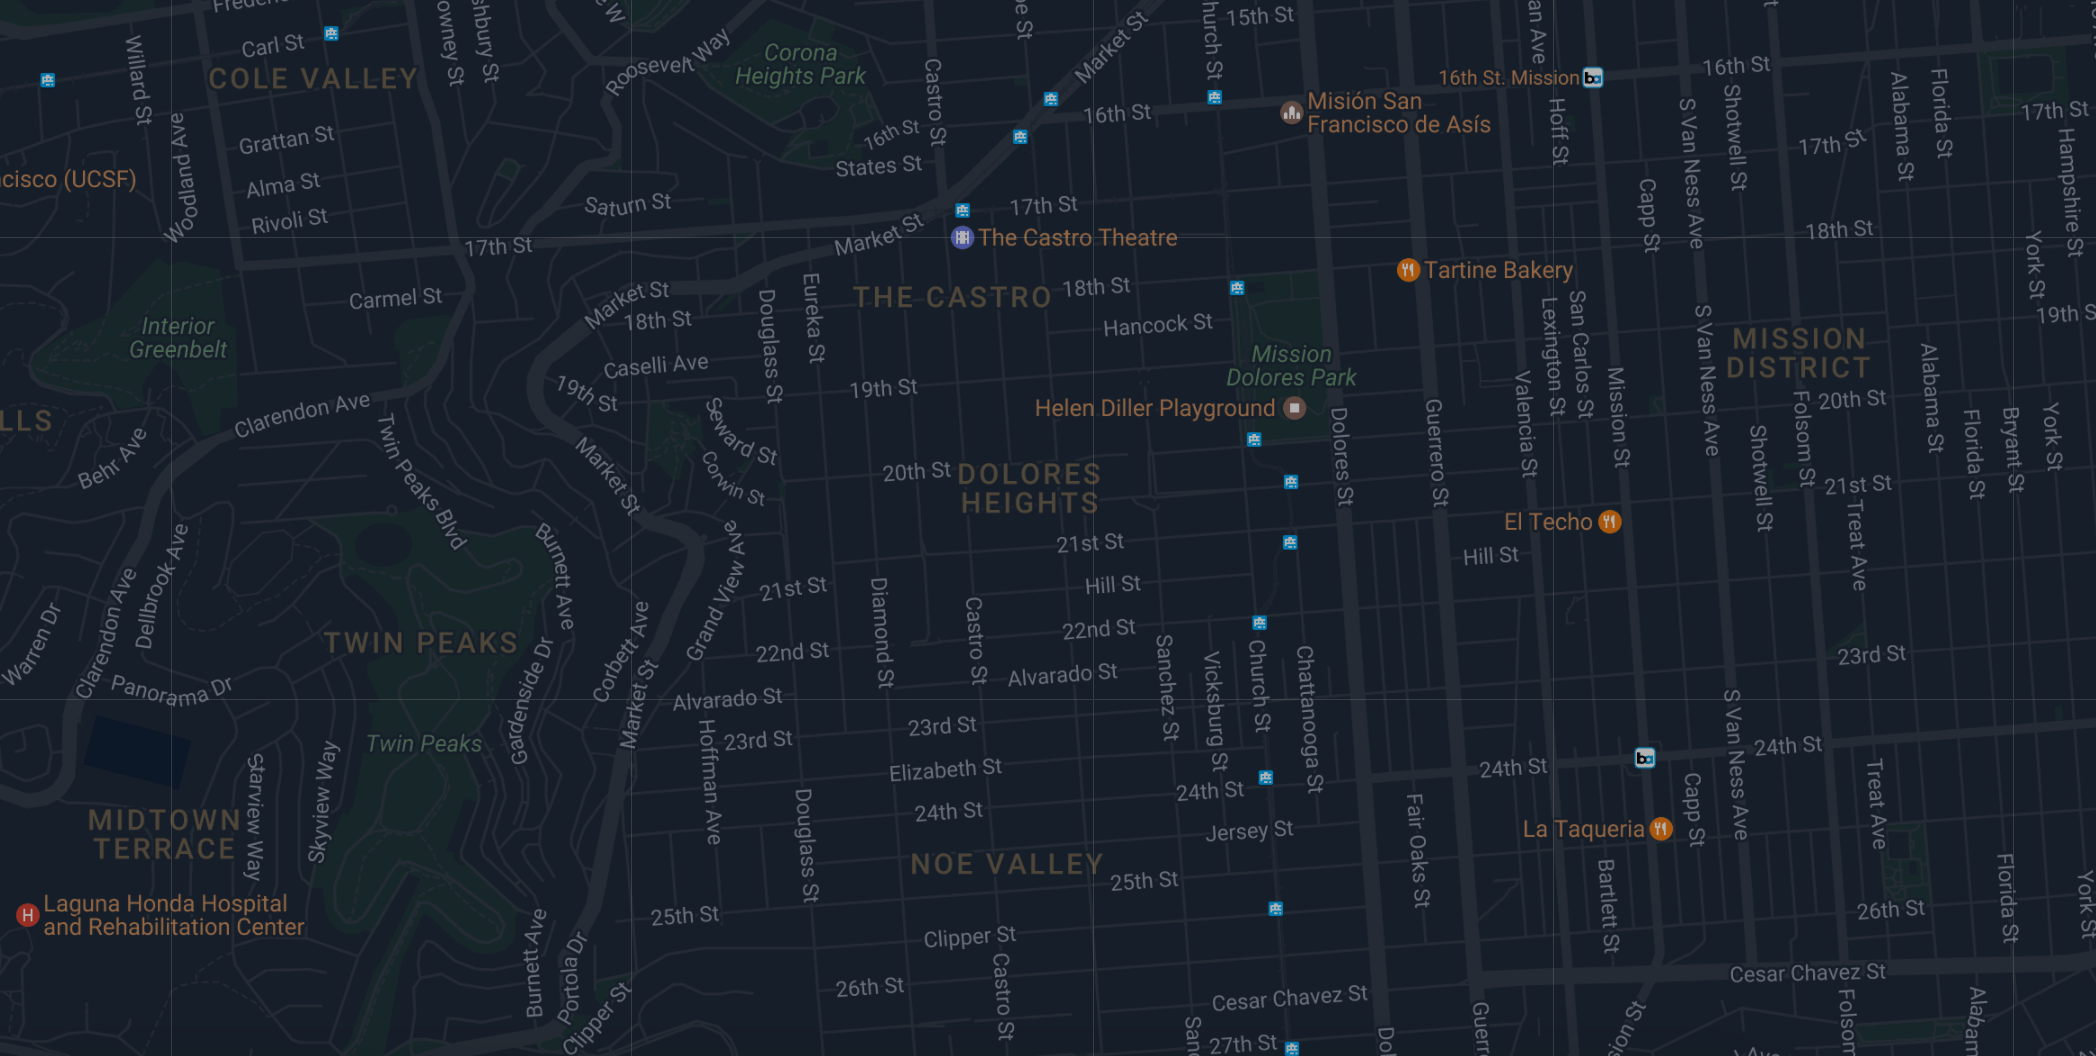 Carl St
COLE VALLEY
Willard St
Woodland Ave
Grattan St
Alma St
Rivoli St
17th St
Carmel St
Interior
Greenbelt
Clarendon Ave
Behr Ave
Twin Peaks Blvd
Roosevelt Way
Corona
Heights Park
16th St
States St
Saturn St
Castro St
Market St
16th St
17th St
Market St
The Castro Theatre
THE CASTRO
18th St
Hancock St
Market St
18th St
Caselli Ave
19th St
Douglass St
Eureka St
19th St
Seward St
Corwin St
20th St
DOLORES
HEIGHTS
Market St
15th St
16th St. Mission
Misión San
Francisco de Asís
Tartine Bakery
Mission
Dolores Park
Helen Diller Playground
Dolores St
Guerrero St
Valencia St
Lexington St
San Carlos St
Mission St
Hoff St
Capp St
S Van Ness Ave
Shotwell St
16th St
17th St
17th St
18th St
Alabama St
Florida St
Hampshire St
York St
S Van Ness Ave
MISSION
DISTRICT
20th St
Folsom St
Shotwell St
Alabama St
Florida St
Bryant St
York St
21st St
Treat Ave
El Techo
Hill St
21st St
Hill St
22nd St
Alvarado St
Sanchez St
Vicksburg St
Church St
Chattanooga St
TWIN PEAKS
Burnett Ave
Dellbrook Ave
Clarendon Ave
Warren Dr
Panorama Dr
Gardenside Dr
Corbett Ave
Market St
Grand View Ave
21st St
22nd St
Alvarado St
Diamond St
Castro St
23rd St
23rd St
Hoffman Ave
Elizabeth St
24th St
24th St
Jersey St
NOE VALLEY
25th St
Douglass St
25th St
Clipper St
26th St
Castro St
Cesar Chavez St
27th St
Twin Peaks
MIDTOWN
TERRACE
Starview Way
Skyview Way
Laguna Honda Hospital
and Rehabilitation Center
Burnett Ave
Portola Dr
Clipper St
23rd St
S Van Ness Ave
24th St
24th St
La Taqueria
Fair Oaks St
Bartlett St
Capp St
Treat Ave
26th St
Florida St
York St
Cesar Chavez St